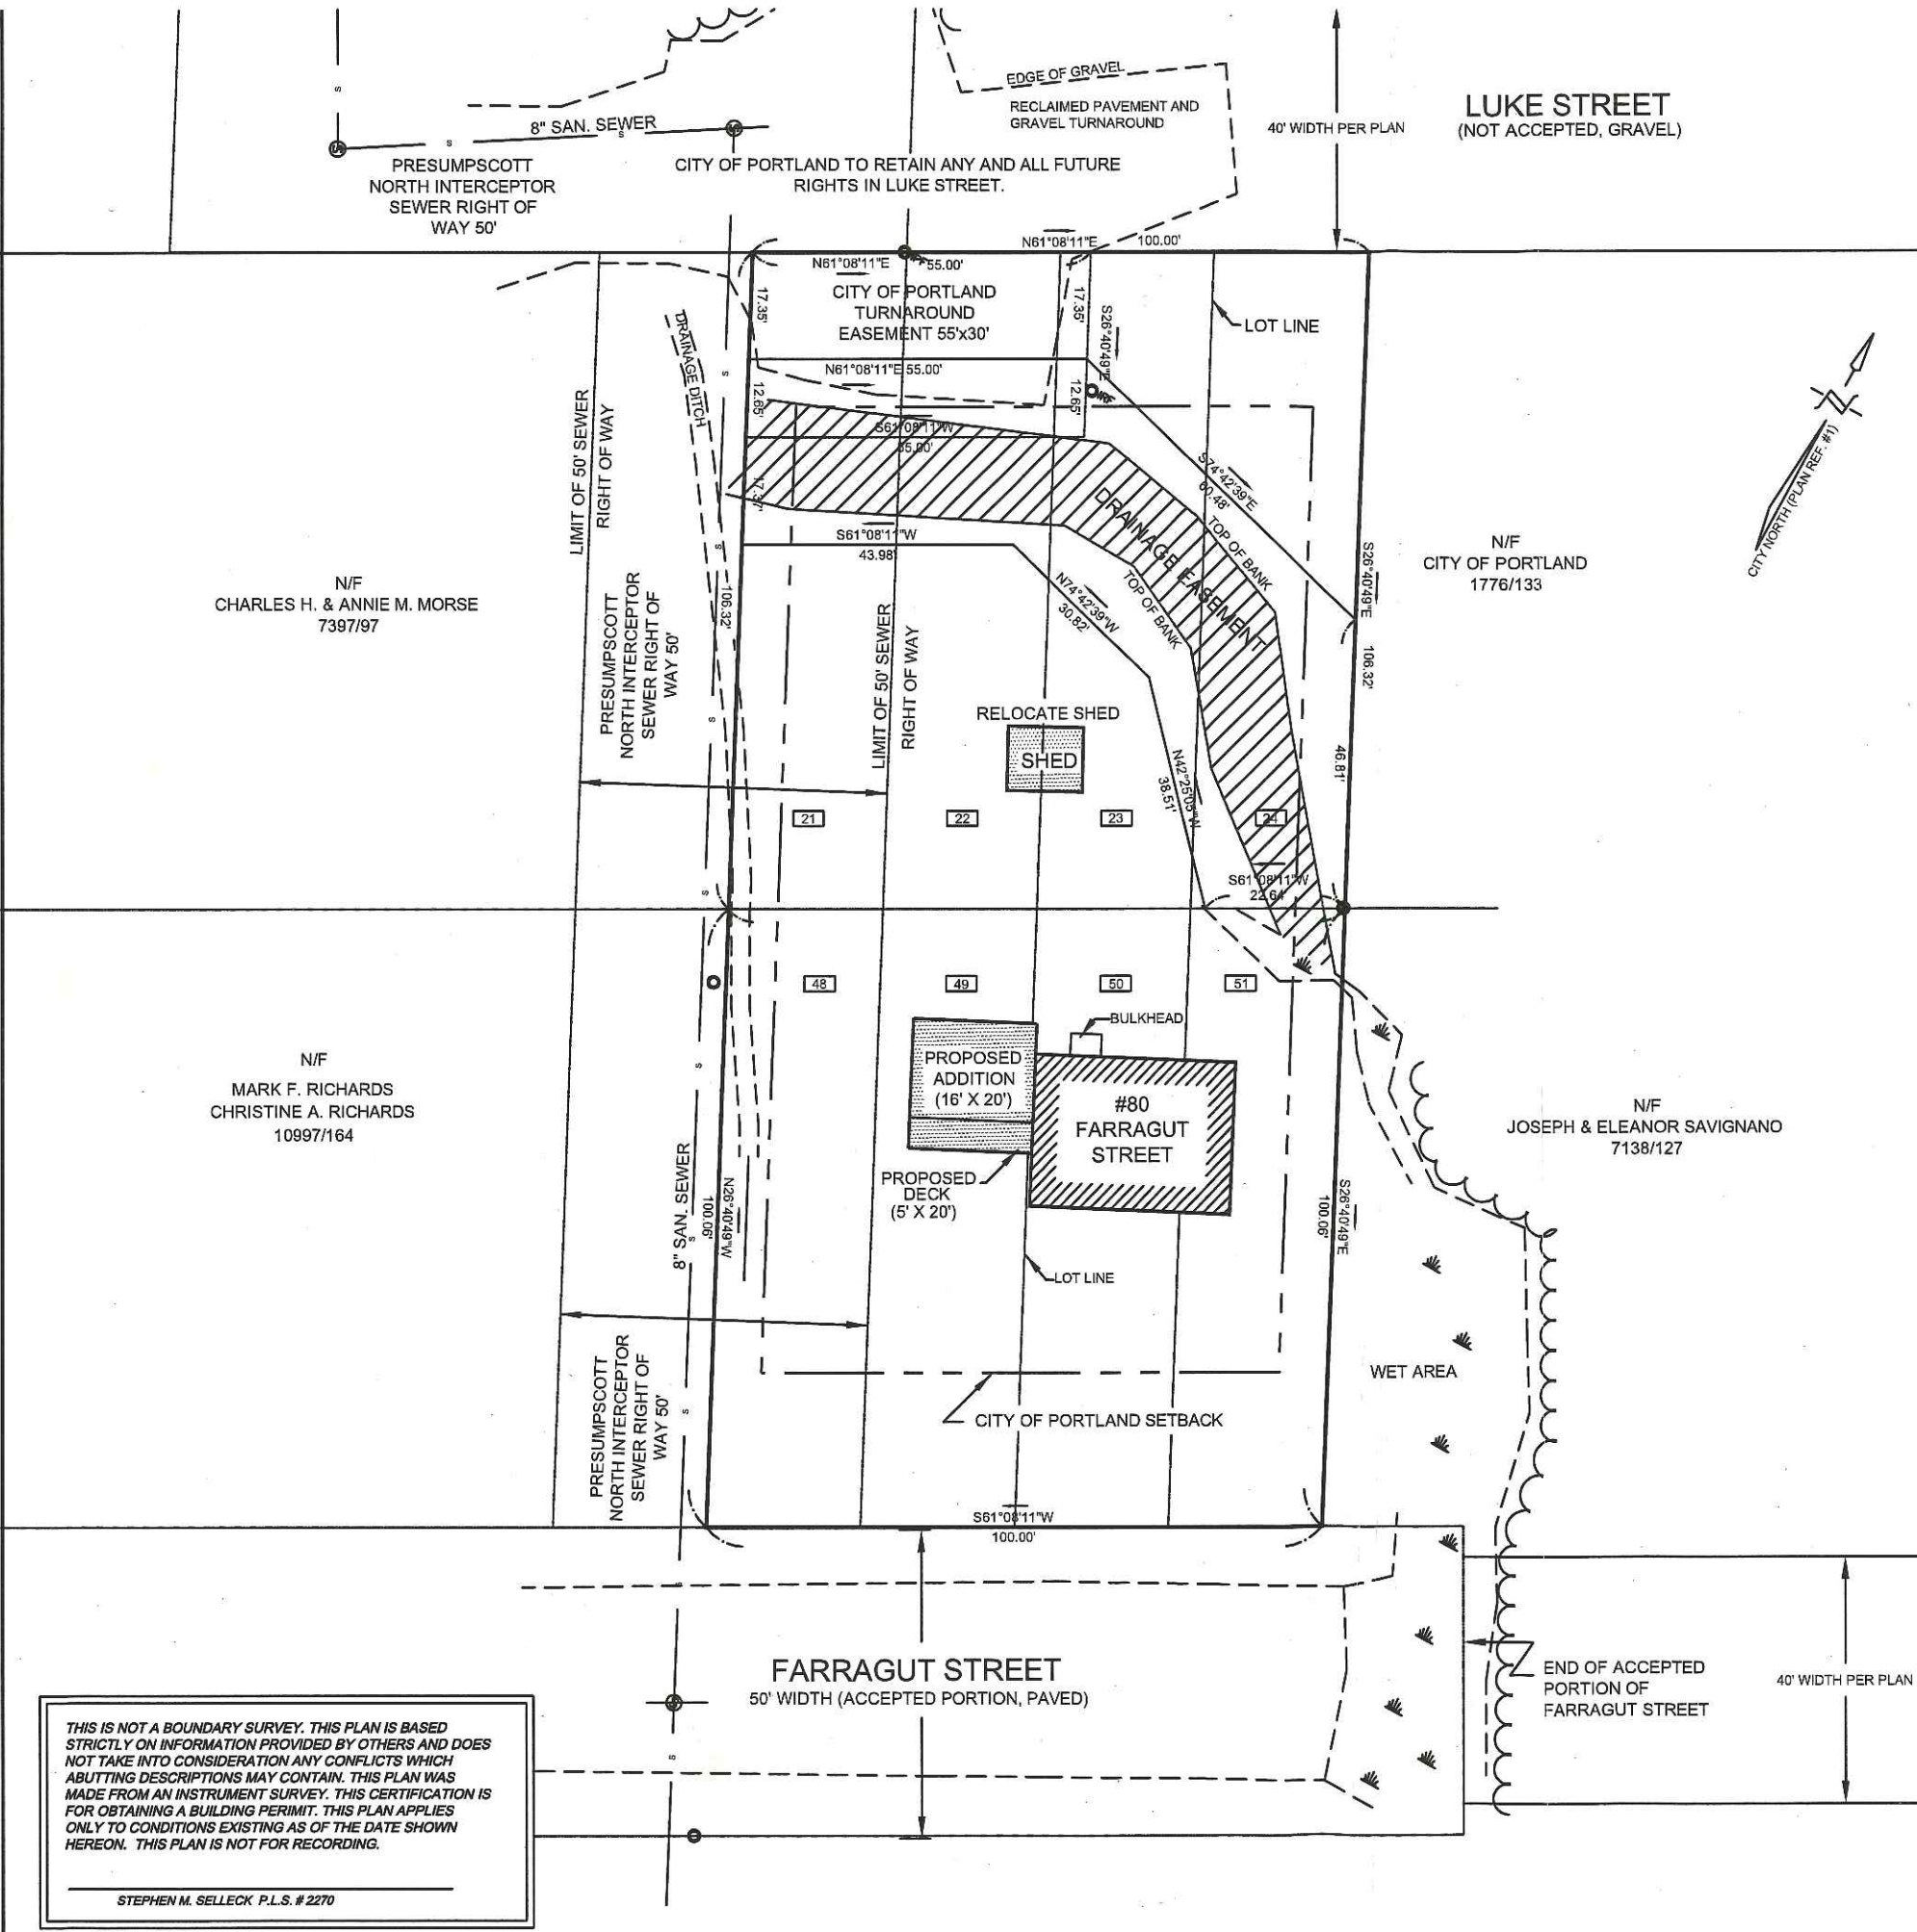 EDGE OF GRAVEL
RECLAIMED PAVEMENT AND
GRAVEL TURNAROUND
40' WIDTH PER PLAN
LUKE STREET
(NOT ACCEPTED, GRAVEL)
8" SAN. SEWER
S
S
S
PRESUMPSCOTT
NORTH INTERCEPTOR
SEWER RIGHT OF
WAY 50'
CITY OF PORTLAND TO RETAIN ANY AND ALL FUTURE
RIGHTS IN LUKE STREET.
N61°08'11"E
100.00'
N61°08'11"E
55.00'
CITY OF PORTLAND
TURNAROUND
EASEMENT 55'x30'
17.35'
17.35'
S26°40'49"E
LOT LINE
N61°08'11"E 55.00'
12.65'
12.65'
IRF
DRAINAGE DITCH
LIMIT OF 50' SEWER
RIGHT OF WAY
S61°08'11"W
55.00'
17.37'
S74°42'39"E
60.48'
DRAINAGE EASEMENT
TOP OF BANK
TOP OF BANK
S61°08'11"W
43.98'
N74°42'39"W
30.82'
CITY NORTH (PLAN REF. #1)
N/F
CITY OF PORTLAND
1776/133
S26°40'49"E
106.32'
46.81'
N/F
CHARLES H. & ANNIE M. MORSE
7397/97
PRESUMPSCOTT
NORTH INTERCEPTOR
SEWER RIGHT OF
WAY 50'
106.32'
LIMIT OF 50' SEWER
RIGHT OF WAY
RELOCATE SHED
SHED
N42°25'05"W
38.51'
21
22
23
24
S61°08'11"W
22.64'
48
49
50
51
BULKHEAD
PROPOSED
ADDITION
(16' X 20')
#80
FARRAGUT
STREET
PROPOSED
DECK
(5' X 20')
N/F
MARK F. RICHARDS
CHRISTINE A. RICHARDS
10997/164
N/F
JOSEPH & ELEANOR SAVIGNANO
7138/127
8" SAN. SEWER
N26°40'49"W
100.06'
S26°40'49"E
100.06'
LOT LINE
PRESUMPSCOTT
NORTH INTERCEPTOR
SEWER RIGHT OF
WAY 50'
WET AREA
CITY OF PORTLAND SETBACK
S61°08'11"W
100.00'
FARRAGUT STREET
50' WIDTH (ACCEPTED PORTION, PAVED)
END OF ACCEPTED
PORTION OF
FARRAGUT STREET
40' WIDTH PER PLAN
THIS IS NOT A BOUNDARY SURVEY. THIS PLAN IS BASED
STRICTLY ON INFORMATION PROVIDED BY OTHERS AND DOES
NOT TAKE INTO CONSIDERATION ANY CONFLICTS WHICH
ABUTTING DESCRIPTIONS MAY CONTAIN. THIS PLAN WAS
MADE FROM AN INSTRUMENT SURVEY. THIS CERTIFICATION IS
FOR OBTAINING A BUILDING PERIMIT. THIS PLAN APPLIES
ONLY TO CONDITIONS EXISTING AS OF THE DATE SHOWN
HEREON. THIS PLAN IS NOT FOR RECORDING.
STEPHEN M. SELLECK P.L.S. # 2270